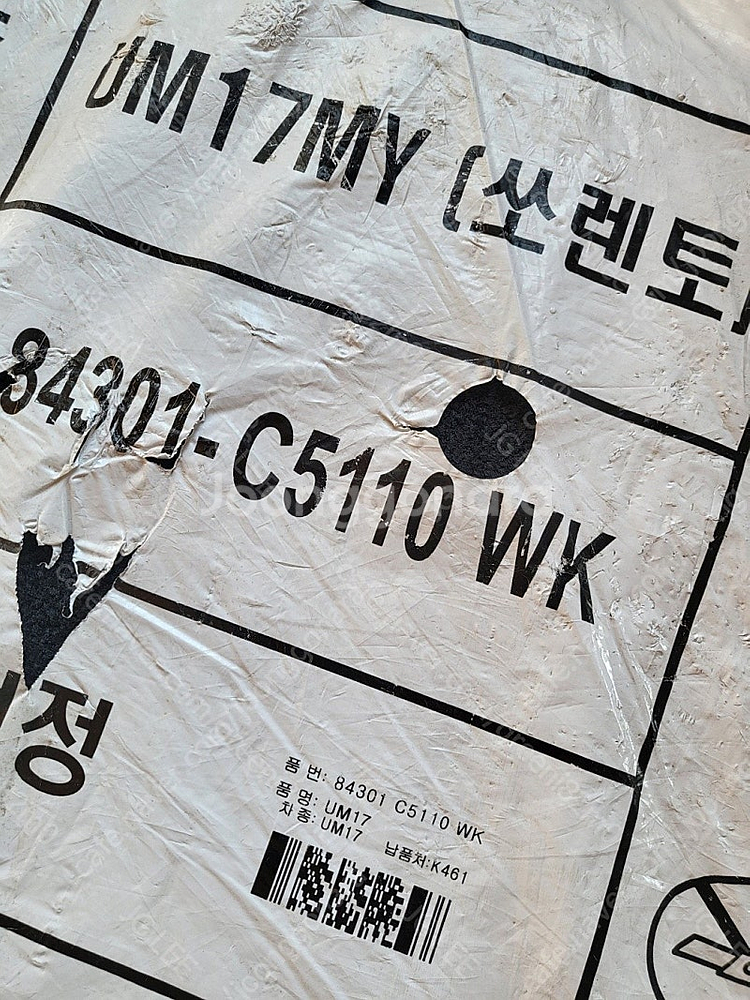 UM17MY (쏘렌토)
84301-C5110 WK
정
품 번: 84301 C5110 WK
품 명: UM17
차 종: UM17 납품처:K461
Joonggonara